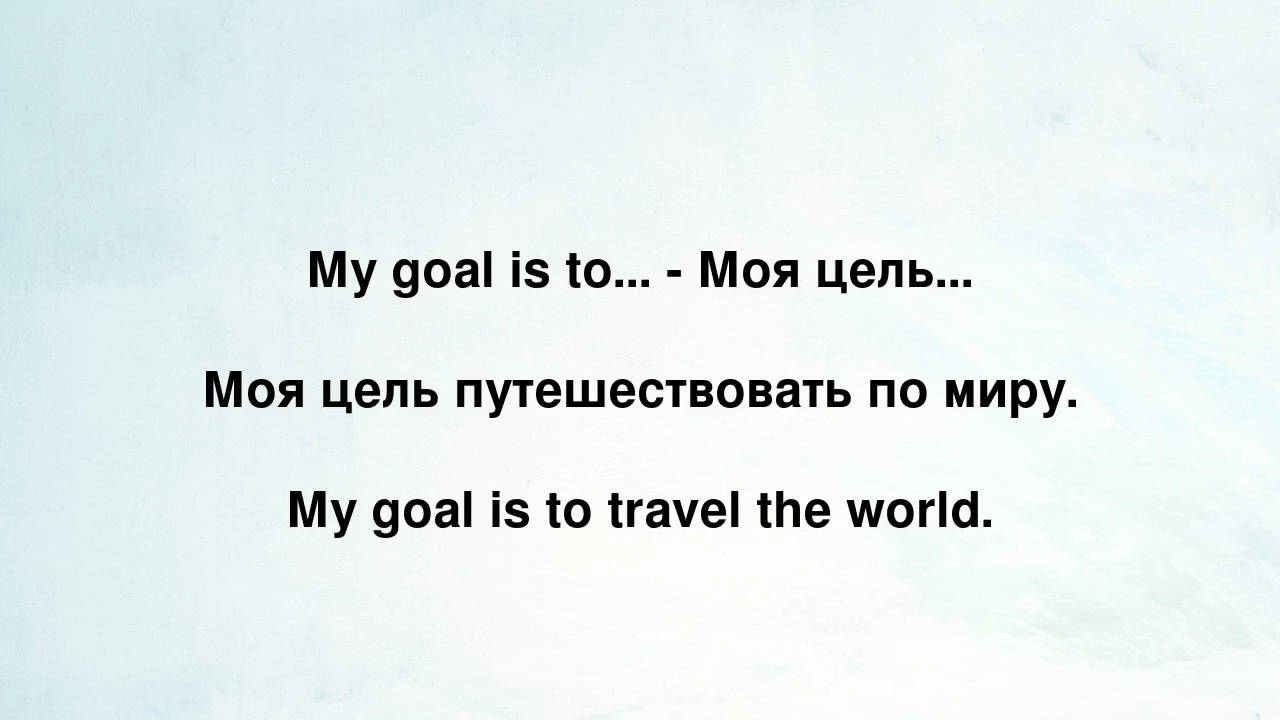 My goal is to... - Моя цель...
Моя цель путешествовать по миру.
My goal is to travel the world.